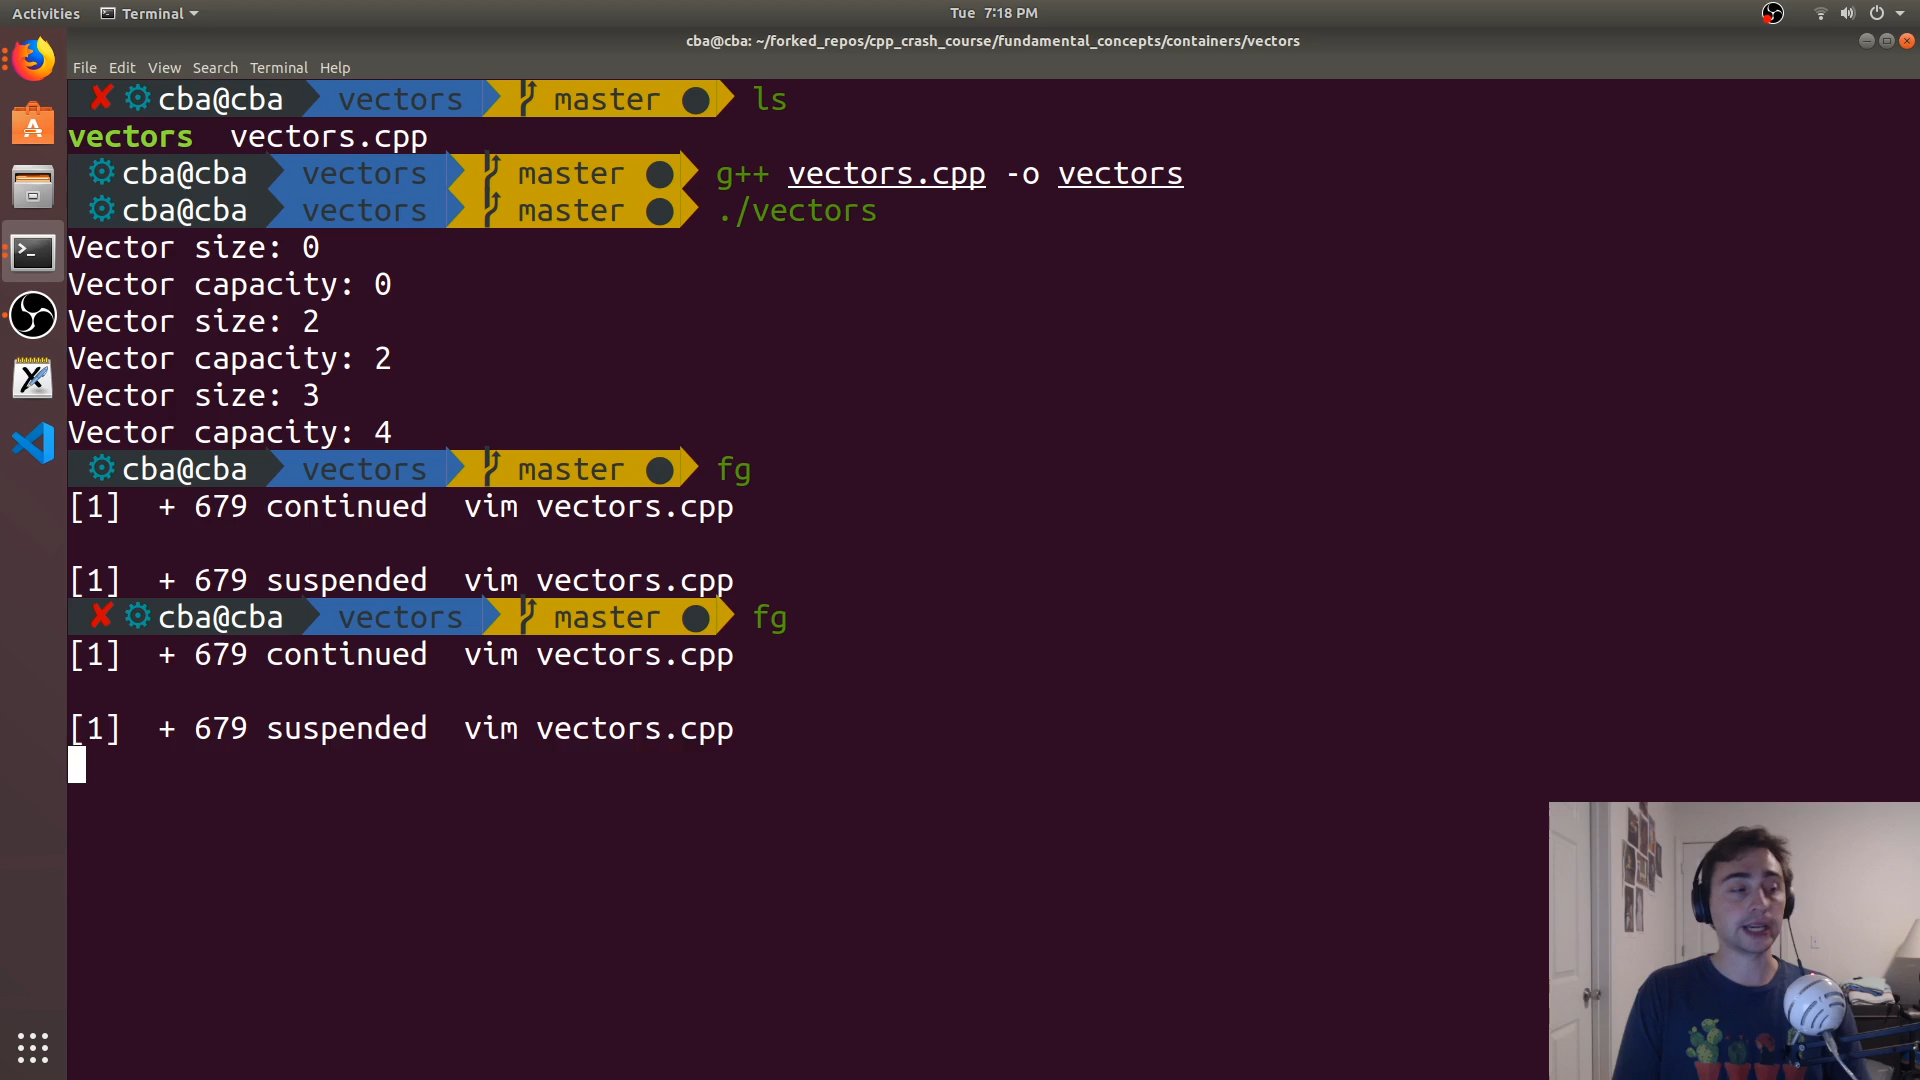 Activities Terminal Tue 7:18 PM
cba@cba: ~/forked_repos/cpp_crash_course/fundamental_concepts/containers/vectors
File Edit View Search Terminal Help
✘ ⚙ cba@cba vectors master ● ls
vectors vectors.cpp
⚙ cba@cba vectors master ● g++ vectors.cpp -o vectors
⚙ cba@cba vectors master ● ./vectors
Vector size: 0
Vector capacity: 0
Vector size: 2
Vector capacity: 2
Vector size: 3
Vector capacity: 4
⚙ cba@cba vectors master ● fg
[1] + 679 continued vim vectors.cpp
[1] + 679 suspended vim vectors.cpp
✘ ⚙ cba@cba vectors master ● fg
[1] + 679 continued vim vectors.cpp
[1] + 679 suspended vim vectors.cpp